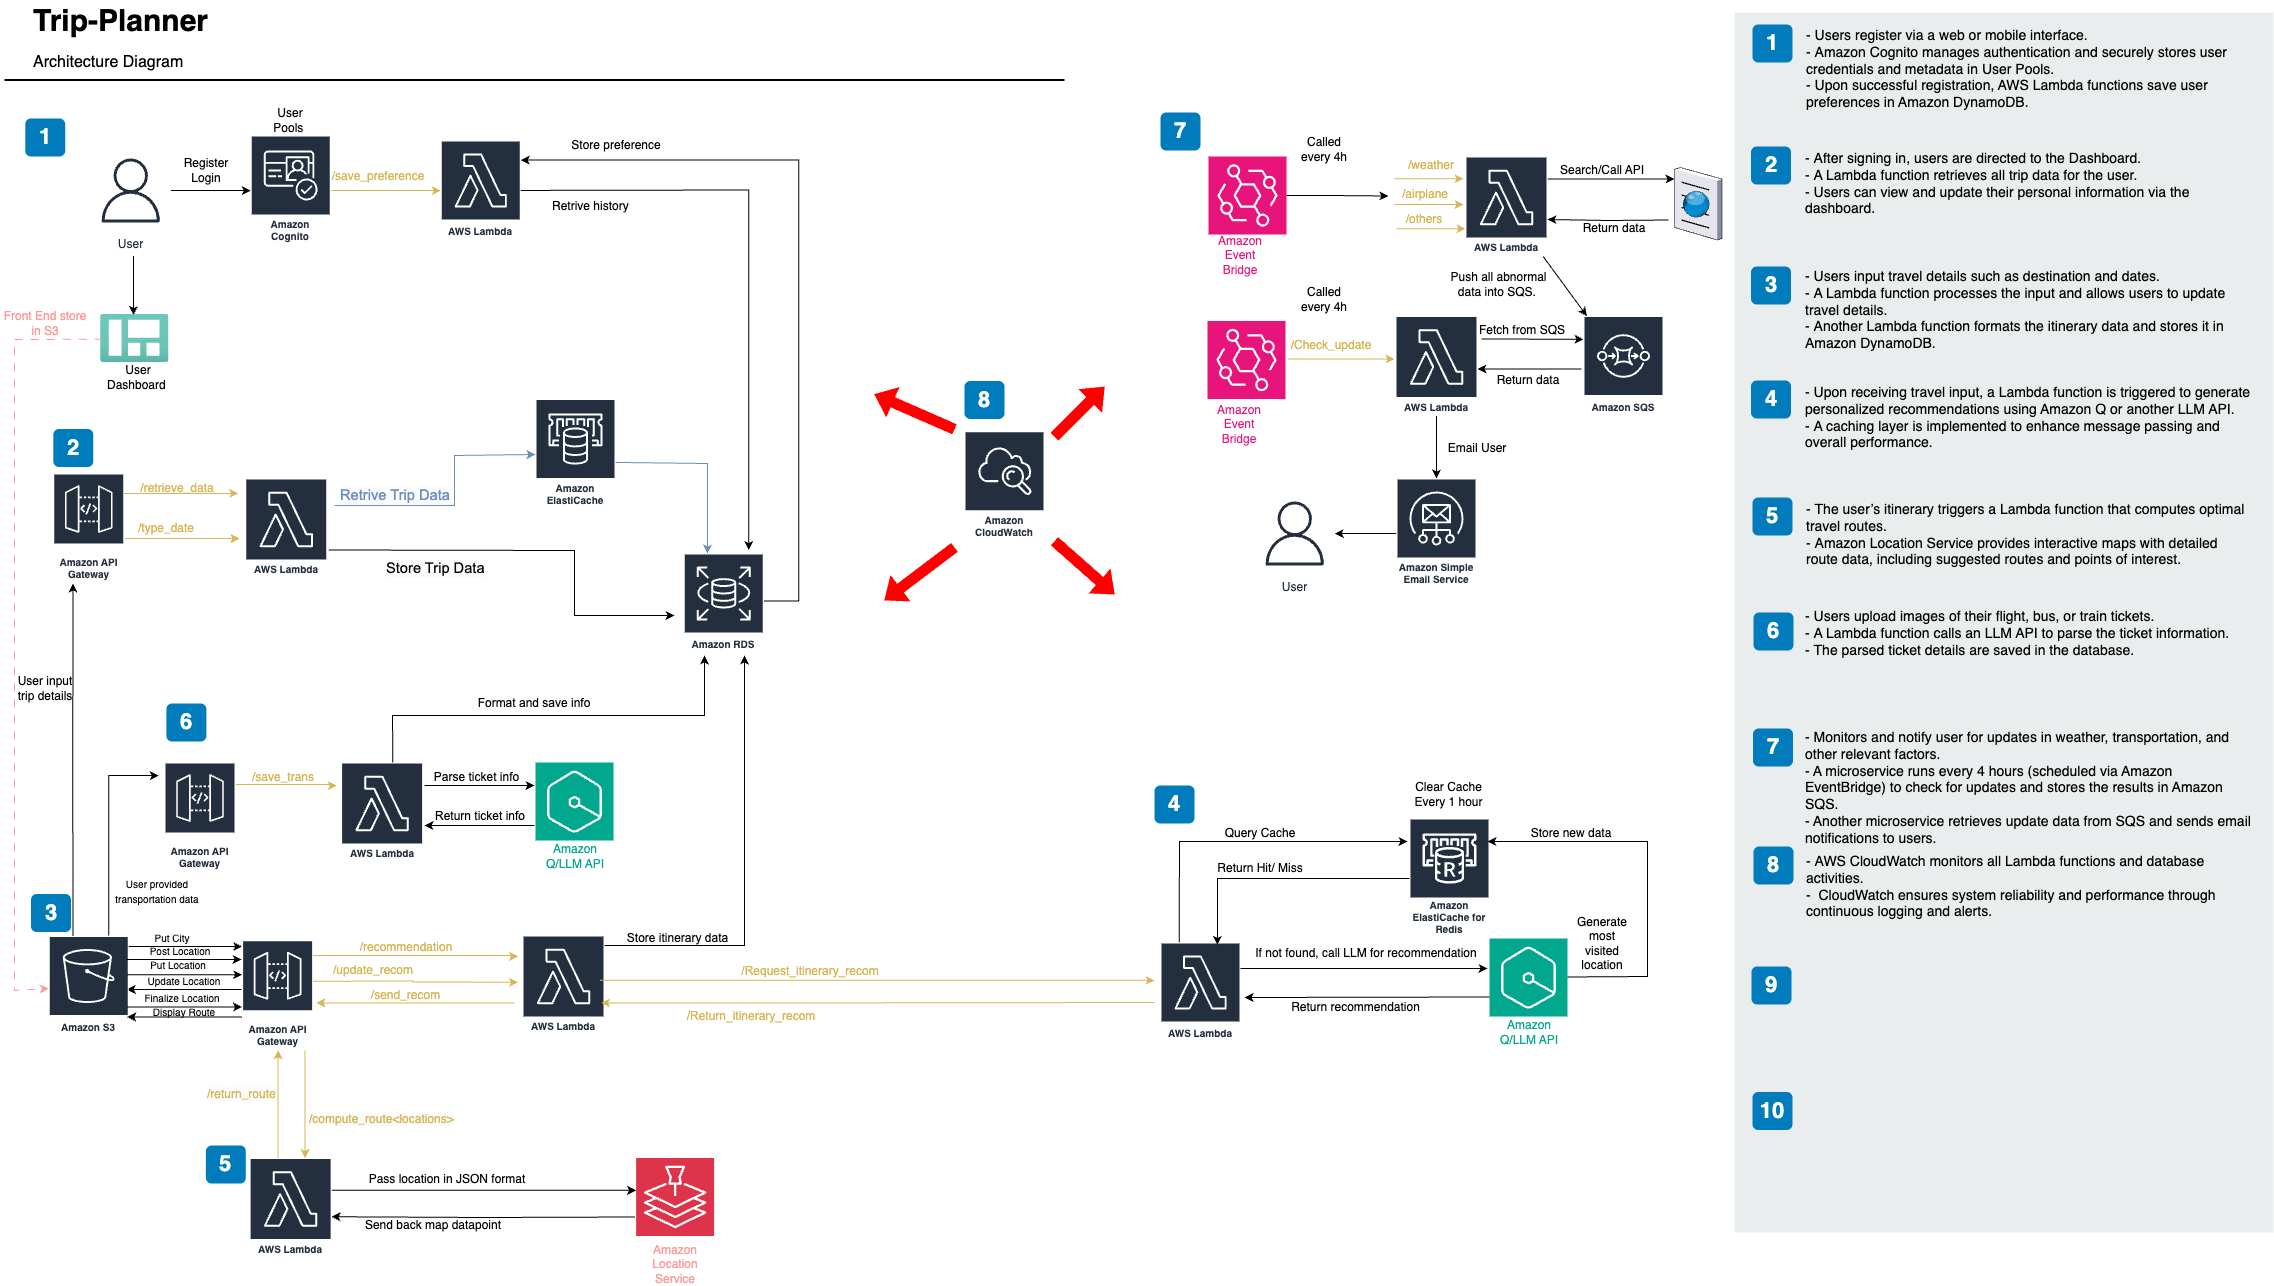 Trip-Planner
Architecture Diagram
1
User
Pools
Register
Login
/save_preference
Store preference
Retrive history
User
Amazon
Cognito
AWS Lambda
Front End store
in S3
User
Dashboard
2
/retrieve_data
/type_date
Amazon API
Gateway
AWS Lambda
Retrive Trip Data
Amazon
ElastiCache
Store Trip Data
Amazon RDS
User input
trip details
6
Format and save info
/save_trans
Parse ticket info
Return ticket info
Amazon API
Gateway
AWS Lambda
Amazon
Q/LLM API
User provided
transportation data
3
Put City
Post Location
Put Location
Update Location
Finalize Location
Display Route
Amazon S3
Amazon API
Gateway
/recommendation
/update_recom
/send_recom
AWS Lambda
Store itinerary data
/Request_itinerary_recom
/Return_itinerary_recom
/return_route
/compute_route<locations>
5
AWS Lambda
Pass location in JSON format
Send back map datapoint
Amazon
Location
Service
8
Amazon
CloudWatch
7
Called
every 4h
Amazon
Event
Bridge
/weather
/airplane
/others
AWS Lambda
Search/Call API
Return data
Push all abnormal
data into SQS.
Called
every 4h
Amazon
Event
Bridge
/Check_update
AWS Lambda
Fetch from SQS
Return data
Amazon SQS
Email User
Amazon Simple
Email Service
User
4
Clear Cache
Every 1 hour
Query Cache
Return Hit/ Miss
Store new data
Amazon
ElastiCache for
Redis
Generate
most
visited
location
If not found, call LLM for recommendation
Return recommendation
AWS Lambda
Amazon
Q/LLM API
1
- Users register via a web or mobile interface.
- Amazon Cognito manages authentication and securely stores user
credentials and metadata in User Pools.
- Upon successful registration, AWS Lambda functions save user
preferences in Amazon DynamoDB.
2
- After signing in, users are directed to the Dashboard.
- A Lambda function retrieves all trip data for the user.
- Users can view and update their personal information via the
dashboard.
3
- Users input travel details such as destination and dates.
- A Lambda function processes the input and allows users to update
travel details.
- Another Lambda function formats the itinerary data and stores it in
Amazon DynamoDB.
4
- Upon receiving travel input, a Lambda function is triggered to generate
personalized recommendations using Amazon Q or another LLM API.
- A caching layer is implemented to enhance message passing and
overall performance.
5
- The user's itinerary triggers a Lambda function that computes optimal
travel routes.
- Amazon Location Service provides interactive maps with detailed
route data, including suggested routes and points of interest.
6
- Users upload images of their flight, bus, or train tickets.
- A Lambda function calls an LLM API to parse the ticket information.
- The parsed ticket details are saved in the database.
7
- Monitors and notify user for updates in weather, transportation, and
other relevant factors.
- A microservice runs every 4 hours (scheduled via Amazon
EventBridge) to check for updates and stores the results in Amazon
SQS.
- Another microservice retrieves update data from SQS and sends email
notifications to users.
8
- AWS CloudWatch monitors all Lambda functions and database
activities.
-  CloudWatch ensures system reliability and performance through
continuous logging and alerts.
9
10